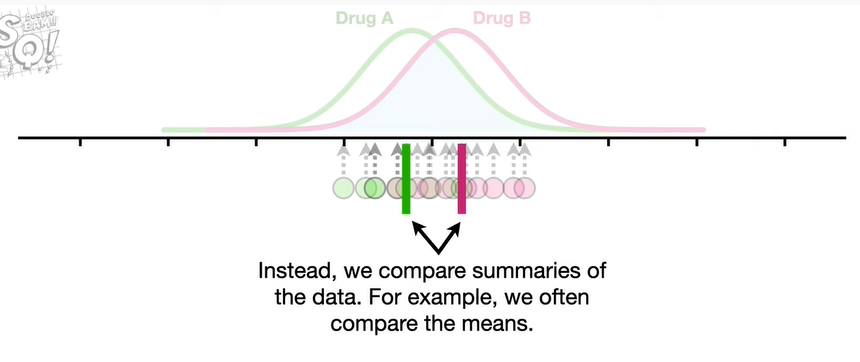 Drug A
Drug B
Instead, we compare summaries of
the data. For example, we often
compare the means.